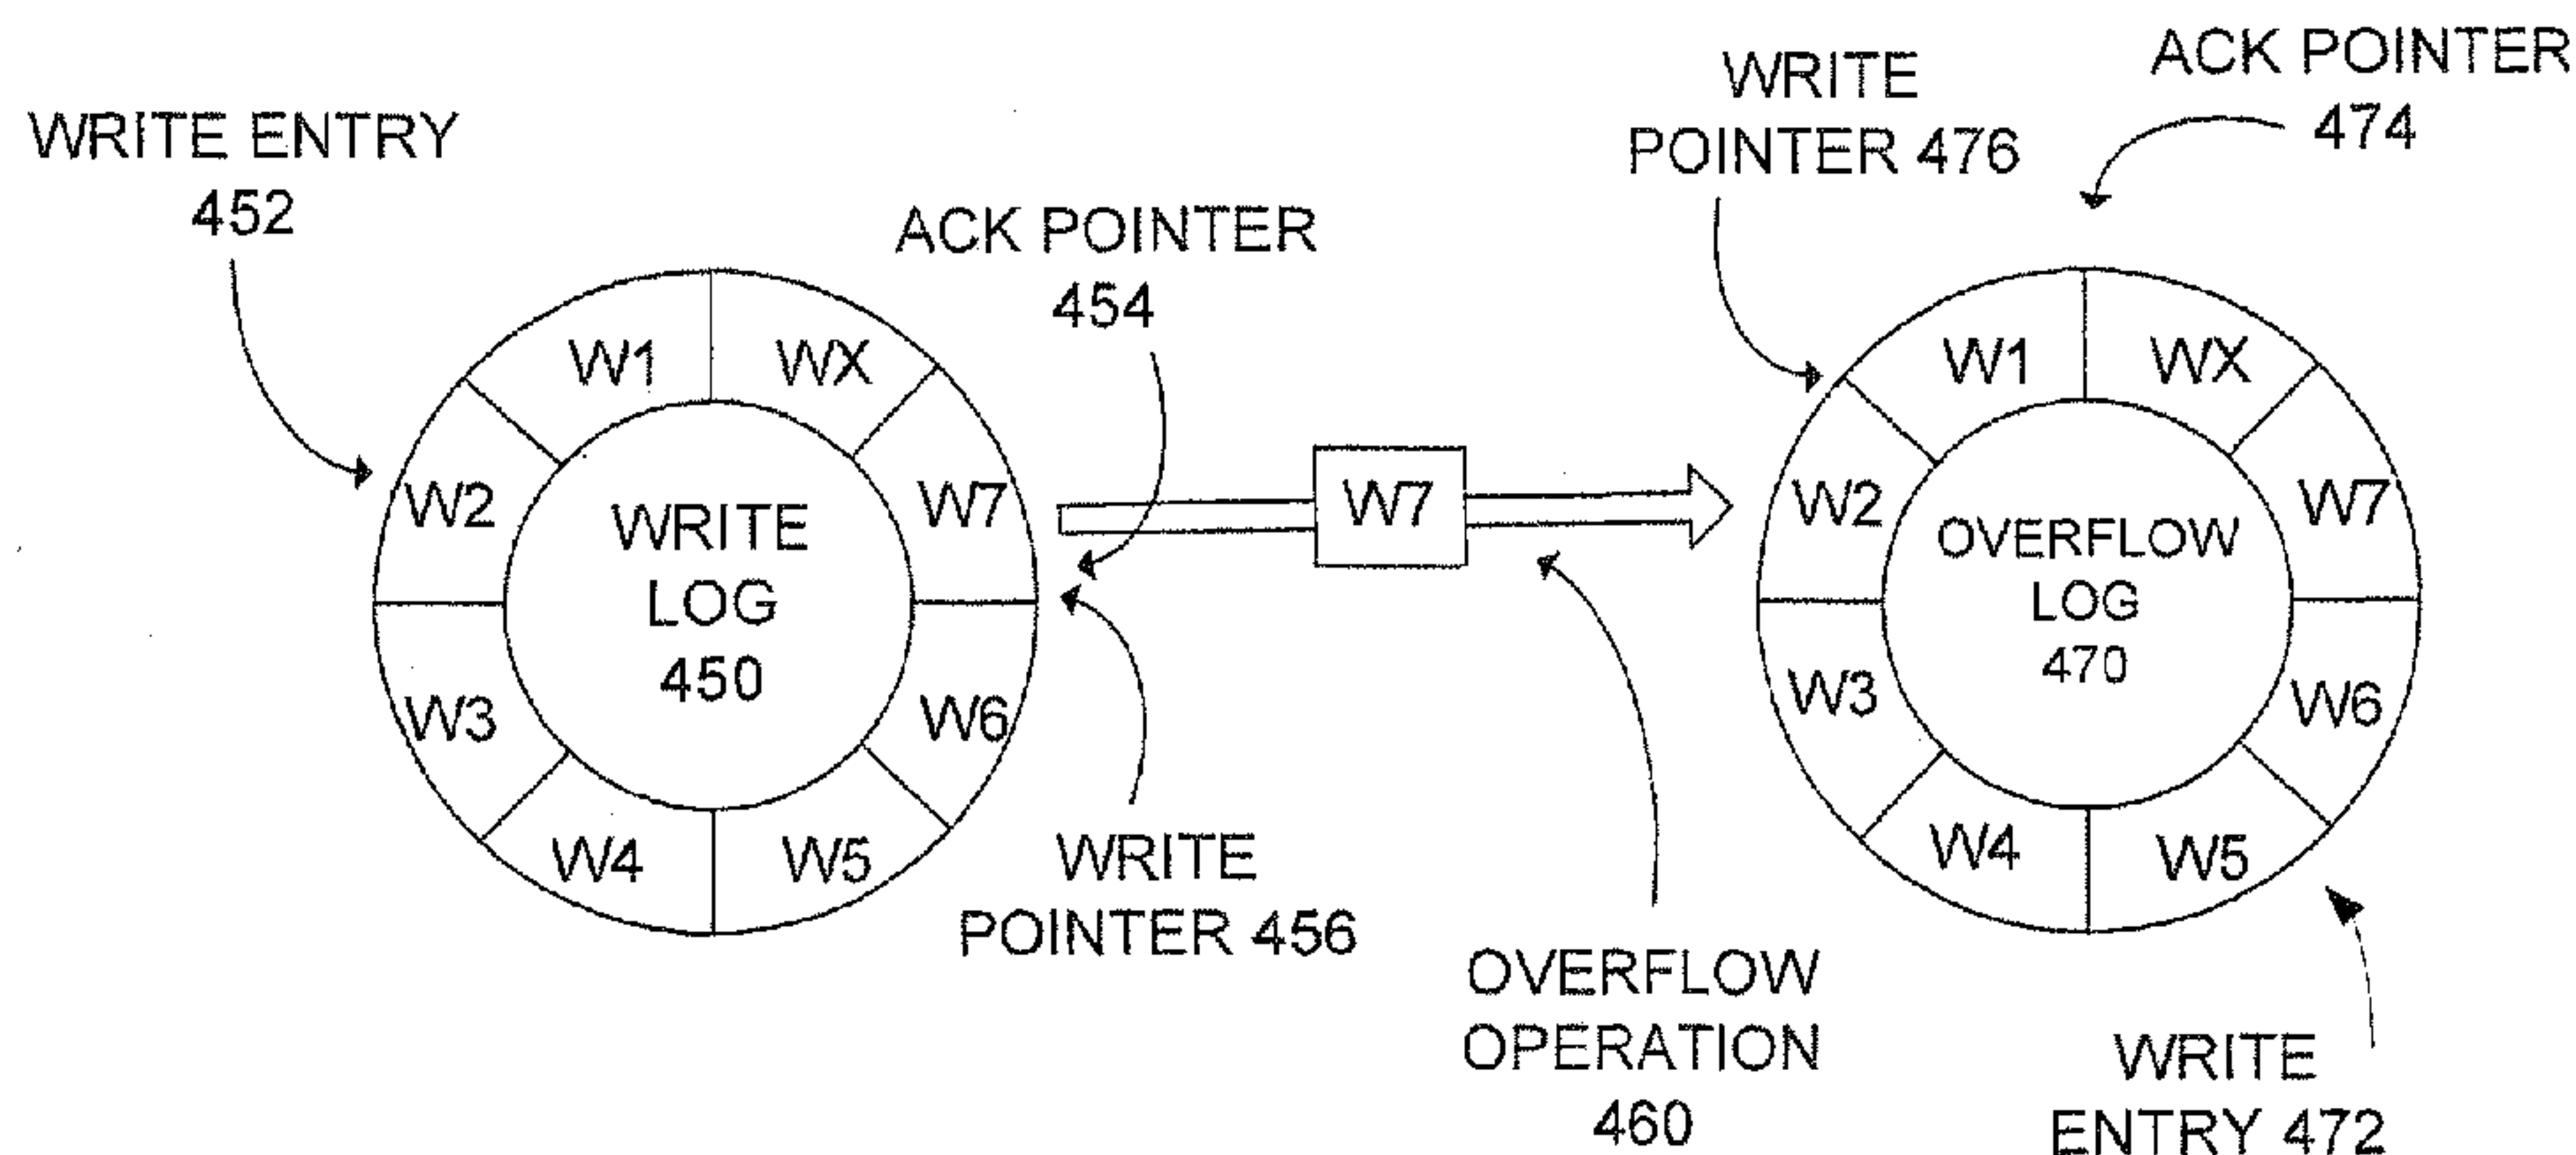 WRITE ENTRY
452
ACK POINTER
454
W1
WX
W2
W7
W3
W6
W4
W5
WRITE
LOG
450
WRITE
POINTER 456
W7
OVERFLOW
OPERATION
460
WRITE
POINTER 476
ACK POINTER
474
W1
WX
W2
W7
W3
W6
W4
W5
OVERFLOW
LOG
470
WRITE
ENTRY 472